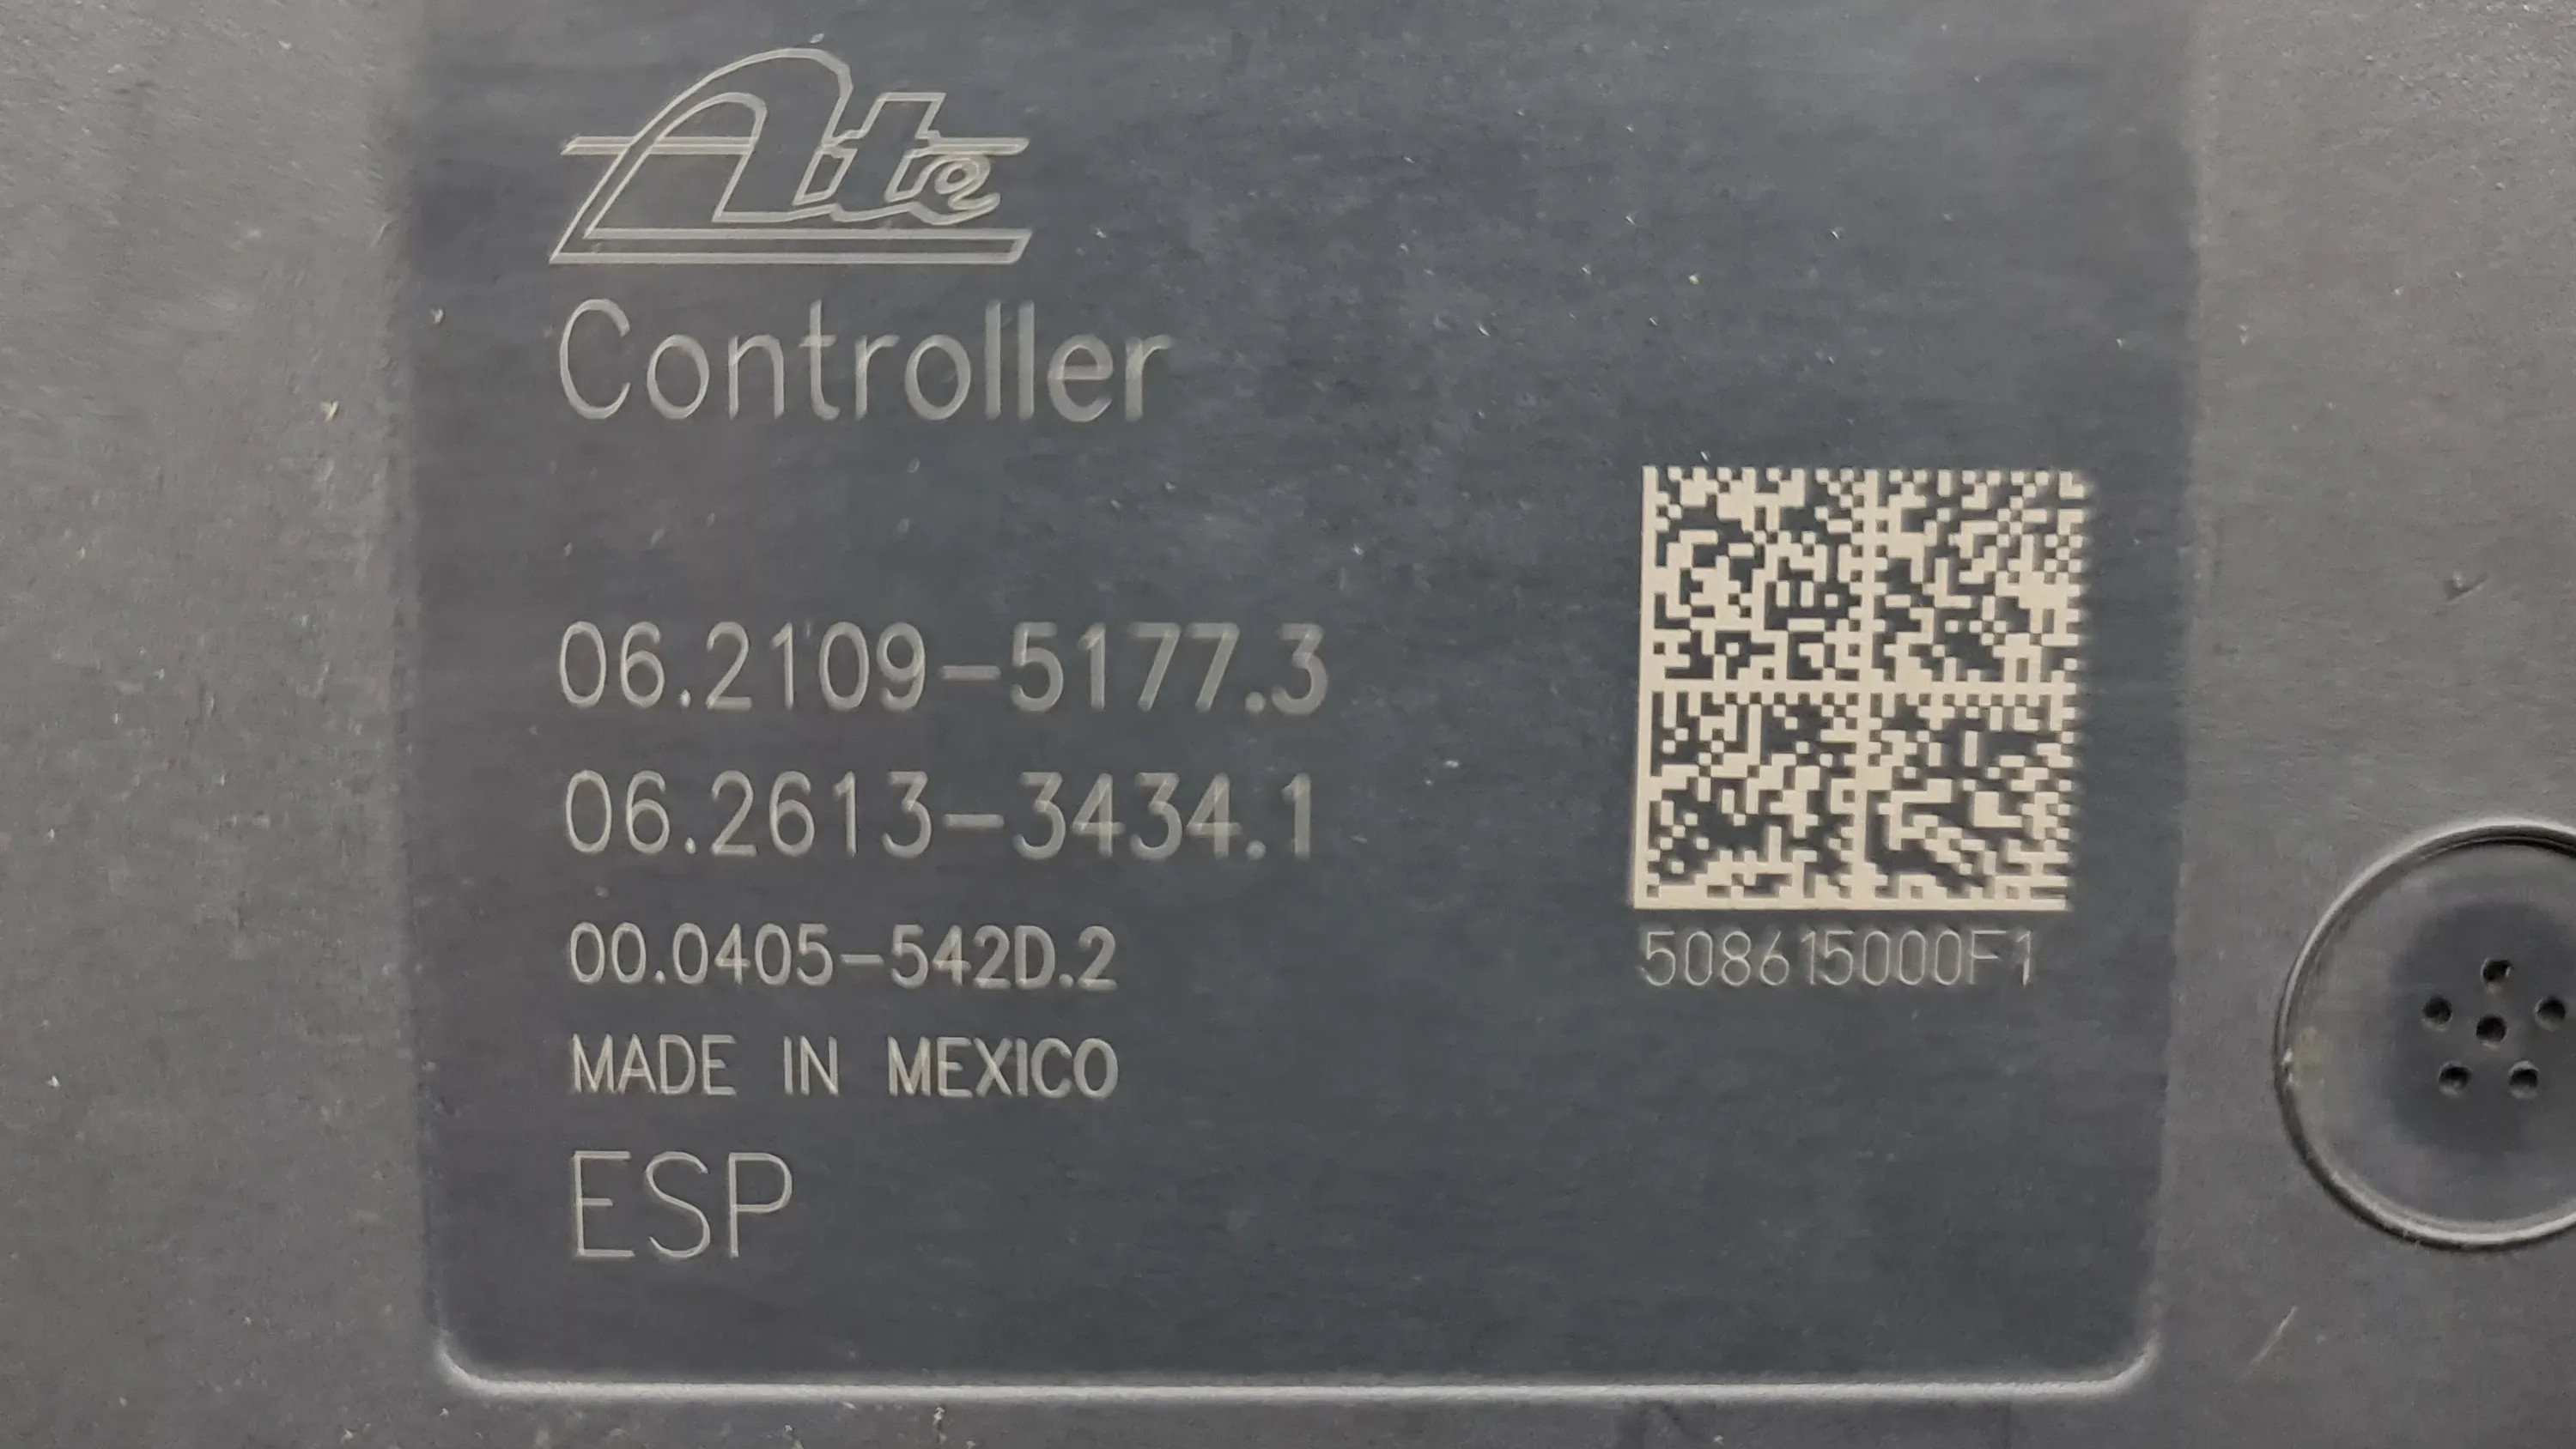 Ate
Controller
06.2109-5177.3
06.2613-3434.1
00.0405-542D.2
508615000F1
MADE IN MEXICO
ESP